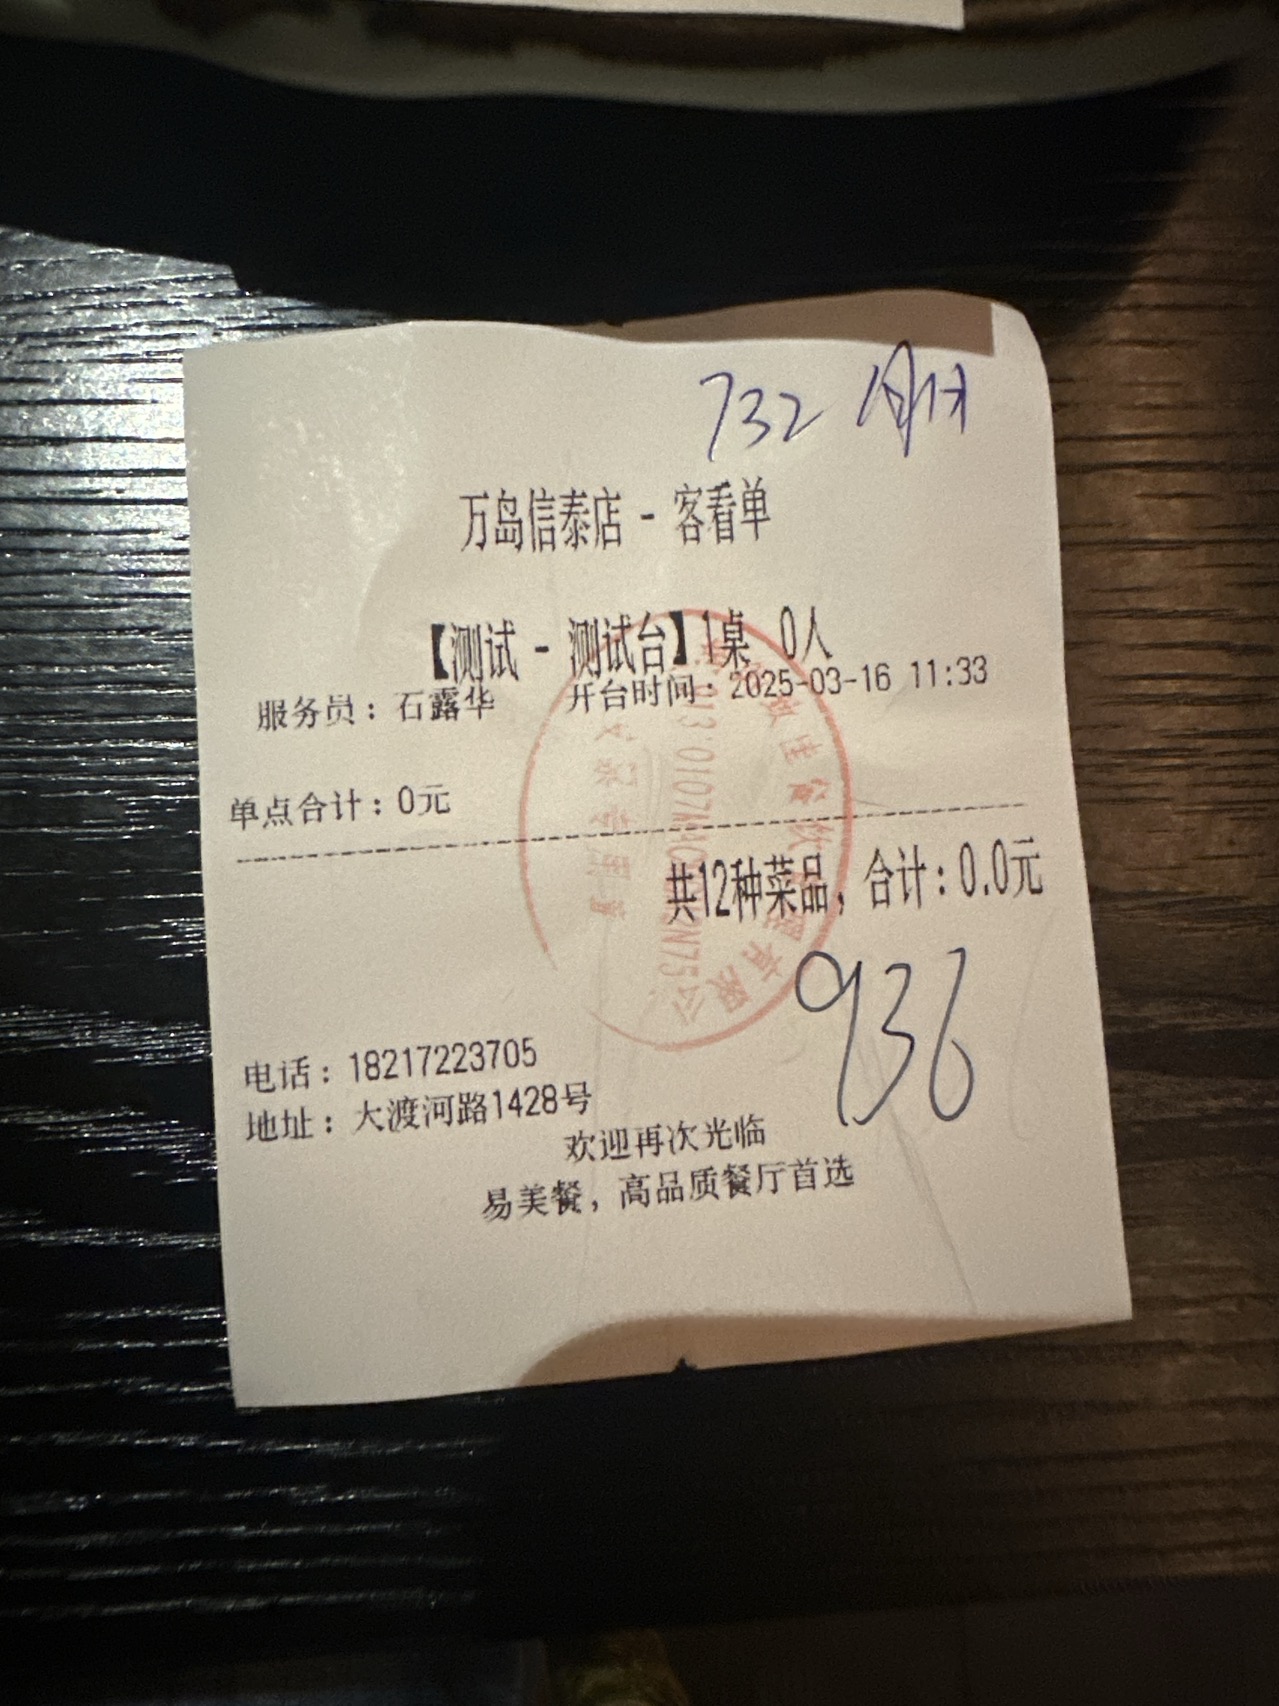 732
万岛信泰店 - 客看单
【测试 - 测试台】1桌 0人
服务员：石露华 开台时间：2025-03-16 11:33
单点合计：0元
共12种菜品，合计：0.0元
936
电话：18217223705
地址：大渡河路1428号
欢迎再次光临
易美餐，高品质餐厅首选